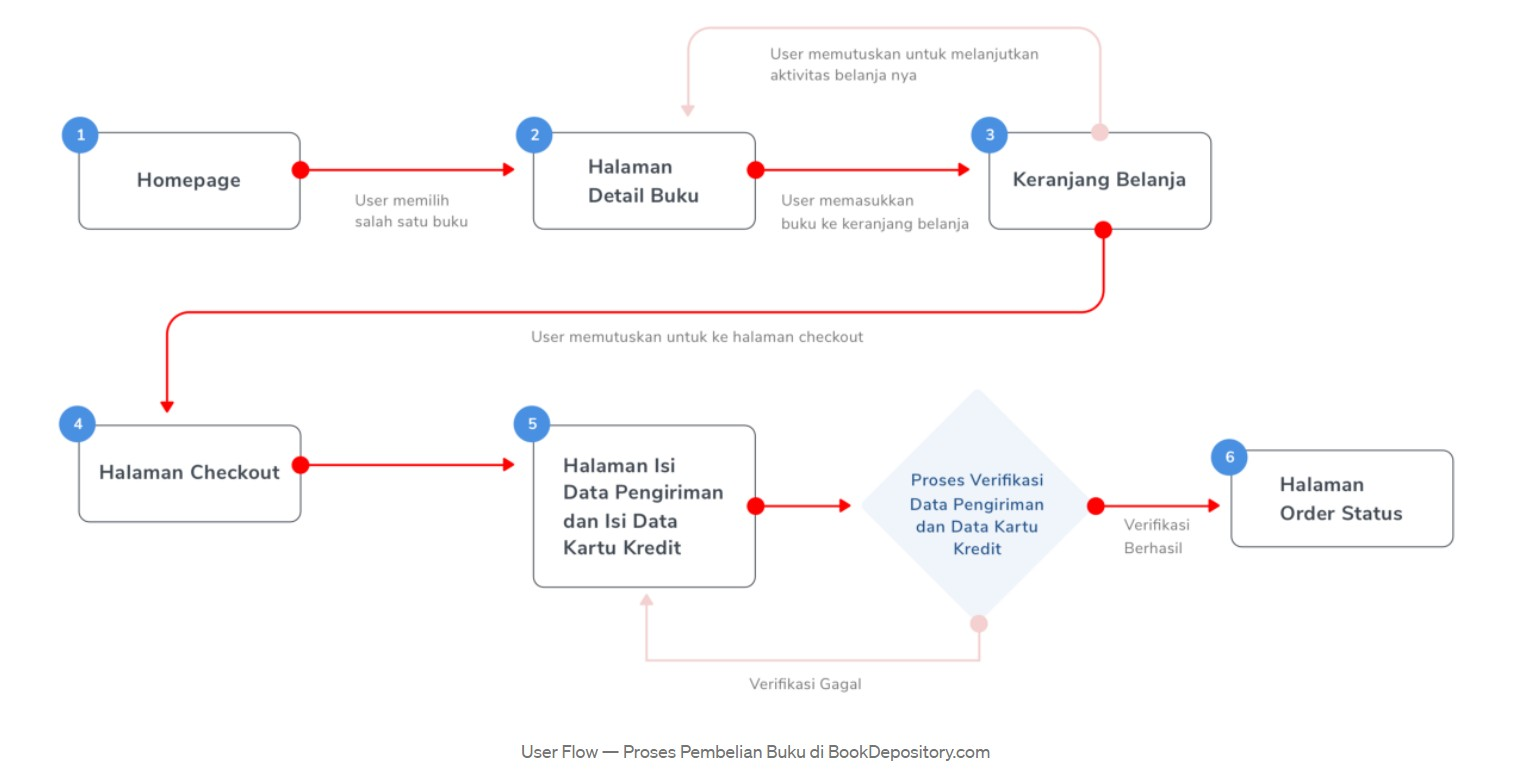 User memutuskan untuk melanjutkan
aktivitas belanja nya
1
Homepage
User memilih
salah satu buku
2
Halaman
Detail Buku
User memasukkan
buku ke keranjang belanja
3
Keranjang Belanja
User memutuskan untuk ke halaman checkout
4
Halaman Checkout
5
Halaman Isi
Data Pengiriman
dan Isi Data
Kartu Kredit
Proses Verifikasi
Data Pengiriman
dan Data Kartu
Kredit
Verifikasi
Berhasil
6
Halaman
Order Status
Verifikasi Gagal
User Flow — Proses Pembelian Buku di BookDepository.com